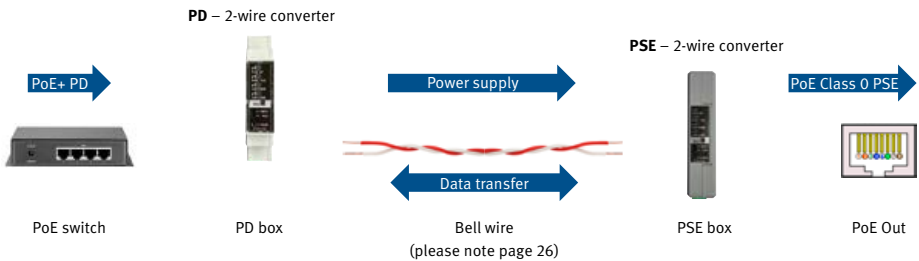 PD – 2-wire converter
PSE – 2-wire converter
PoE+ PD
Power supply
PoE Class 0 PSE
Data transfer
PoE switch
PD box
Bell wire
(please note page 26)
PSE box
PoE Out